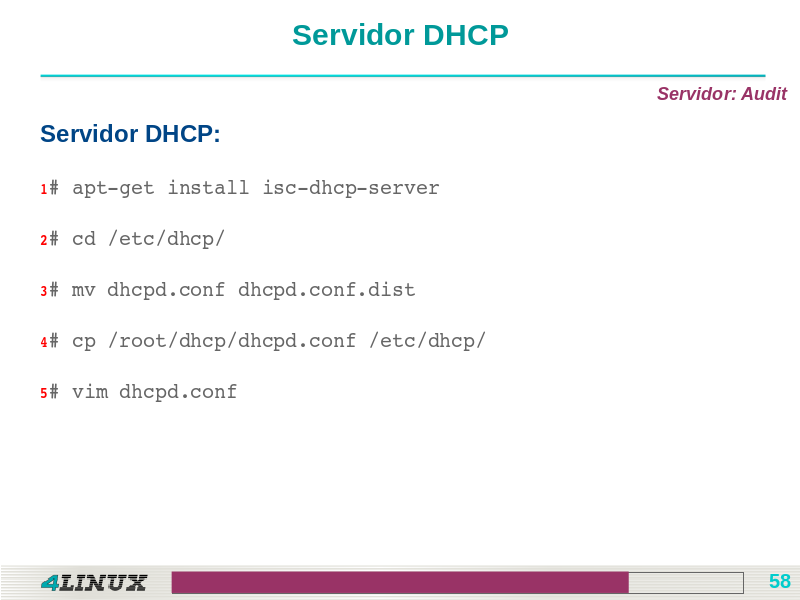 Servidor DHCP
Servidor: Audit
Servidor DHCP:
1# apt-get install isc-dhcp-server
2# cd /etc/dhcp/
3# mv dhcpd.conf dhcpd.conf.dist
4# cp /root/dhcp/dhcpd.conf /etc/dhcp/
5# vim dhcpd.conf
4LINUX
58